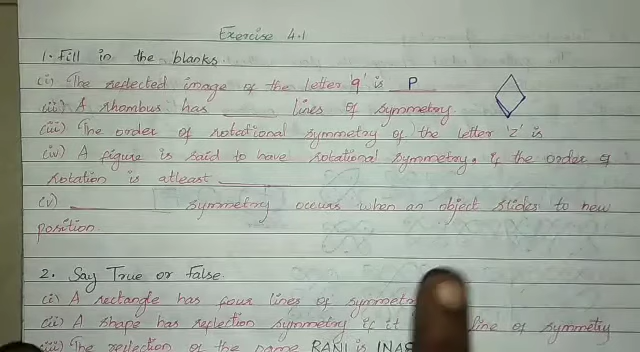 Exercise 4.1
1. Fill in the blanks
(i) The reflected image of the letter 'q' is P
(ii) A rhombus has ____ lines of symmetry.
(iii) The order of rotational symmetry of the letter 'z' is
(iv) A figure is said to have rotational symmetry, if the order of
rotation is atleast ____
(v) ____ symmetry occurs when an object slides to new
position.
2. Say True or False.
(i) A rectangle has four lines of
(ii) A shape has reflection symmetry if it line of symmetry
(iii) The reflection of the name RANI is